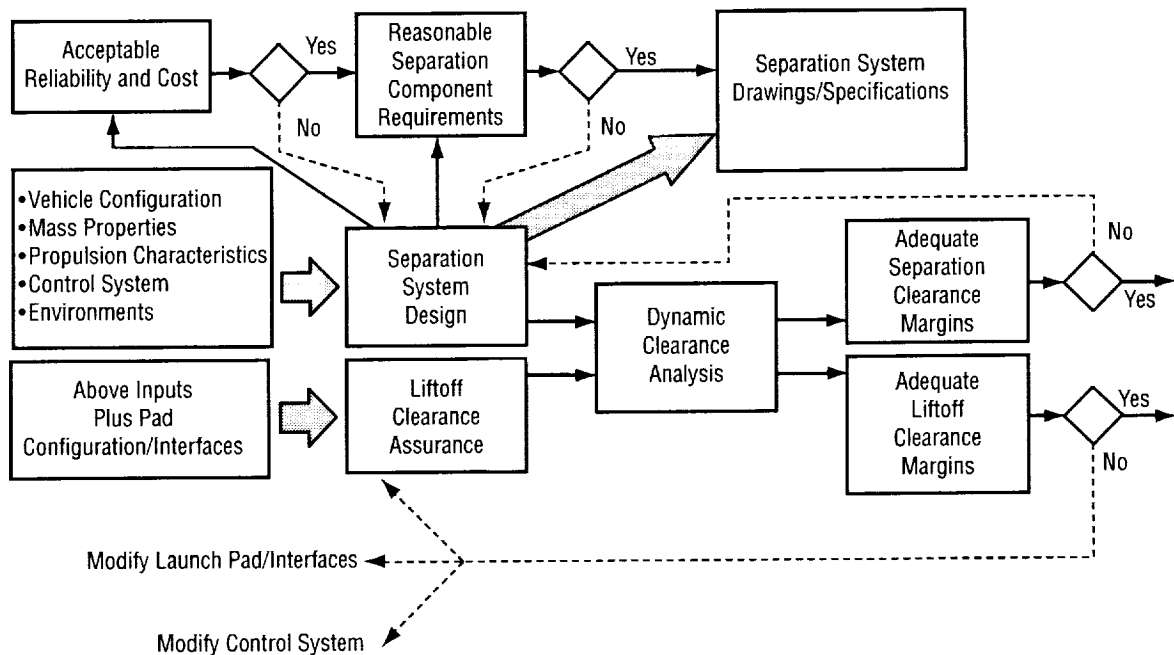 Acceptable
Reliability and Cost
Yes
No
Reasonable
Separation
Component
Requirements
Yes
No
Separation System
Drawings/Specifications
•Vehicle Configuration
•Mass Properties
•Propulsion Characteristics
•Control System
•Environments
Separation
System
Design
Dynamic
Clearance
Analysis
Adequate
Separation
Clearance
Margins
No
Yes
Above Inputs
Plus Pad
Configuration/Interfaces
Liftoff
Clearance
Assurance
Adequate
Liftoff
Clearance
Margins
Yes
No
Modify Launch Pad/Interfaces
Modify Control System